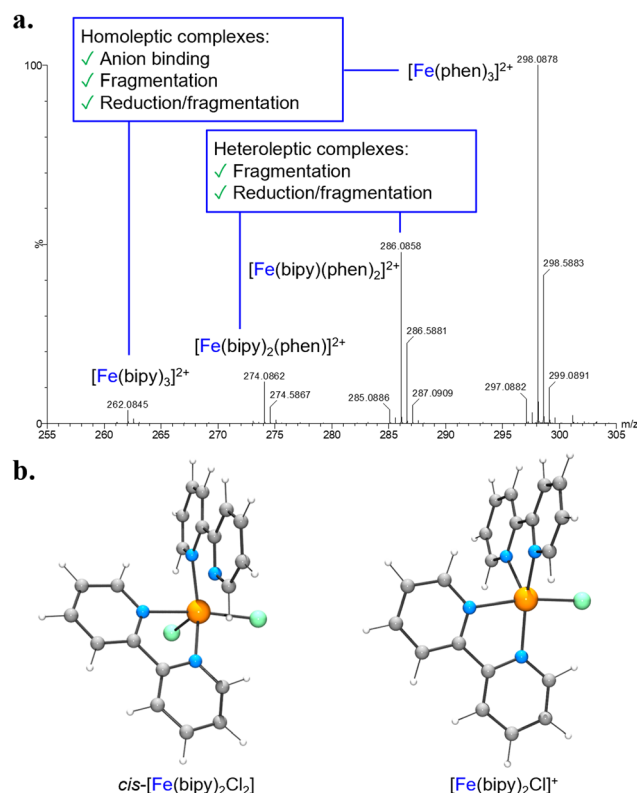 a.
Homoleptic complexes:
✓ Anion binding
✓ Fragmentation
✓ Reduction/fragmentation
298.0878
100
[Fe(phen)₃]²⁺
Heteroleptic complexes:
✓ Fragmentation
✓ Reduction/fragmentation
%
286.0858
[Fe(bipy)(phen)₂]²⁺
298.5883
286.5881
[Fe(bipy)₂(phen)]²⁺
[Fe(bipy)₃]²⁺
274.0862
262.0845
274.5867
285.0886
287.0909
297.0882
299.0891
0
255 260 265 270 275 280 285 290 295 300 305 m/z
b.
cis-[Fe(bipy)₂Cl₂]
[Fe(bipy)₂Cl]⁺